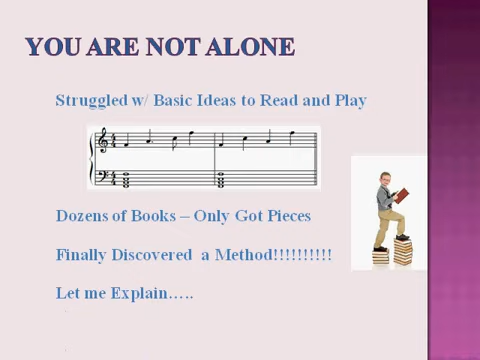 YOU ARE NOT ALONE
Struggled w/ Basic Ideas to Read and Play
Dozens of Books – Only Got Pieces
Finally Discovered a Method!!!!!!!!!!
Let me Explain…..